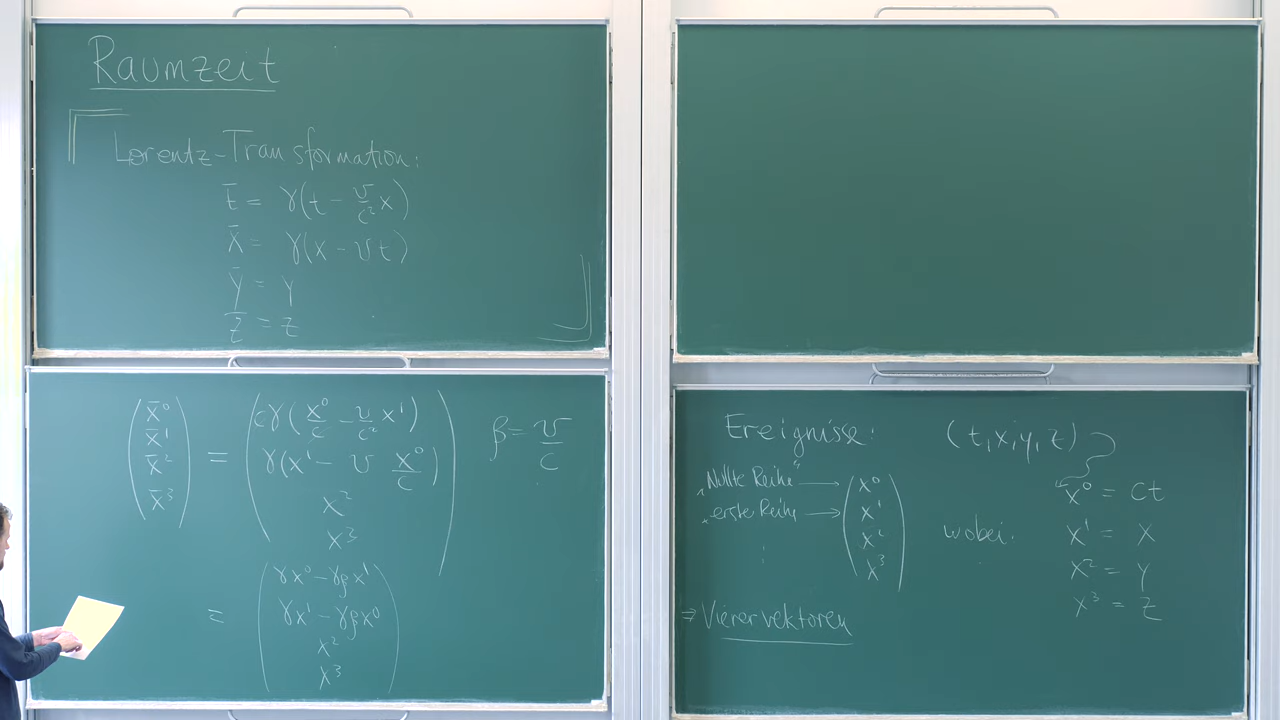 Raumzeit
Lorentz-Transformation:
t̄ = γ(t - v/c² x)
x̄ = γ(x - vt)
ȳ = y
z̄ = z
(x̄⁰ x̄¹ x̄² x̄³) = (cγ(x⁰/c - v/c² x¹) γ(x¹ - v x⁰/c) x² x³) β = v/c
= (γx⁰ - γβx¹ γx¹ - γβx⁰ x² x³)
Ereignisse: (t,x,y,z)
"Nullte Reihe" → x⁰ x⁰ = ct
"erste Reihe" → x¹ wobei: x¹ = x
⋮ x² x² = y
x³ x³ = z
⇒ Vierervektoren